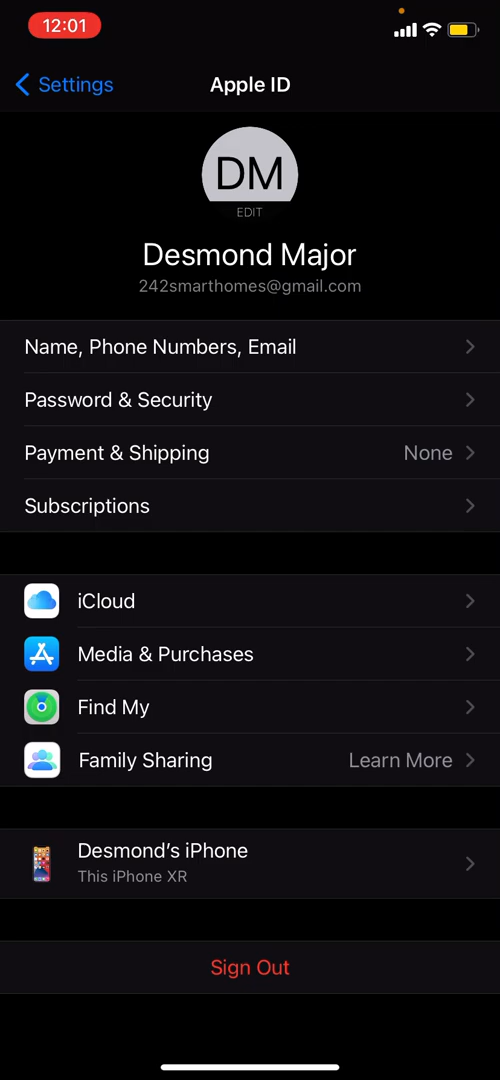 12:01
Settings
Apple ID
DM
EDIT
Desmond Major
242smarthomes@gmail.com
Name, Phone Numbers, Email
Password & Security
Payment & Shipping None
Subscriptions
iCloud
Media & Purchases
Find My
Family Sharing Learn More
Desmond’s iPhone
This iPhone XR
Sign Out